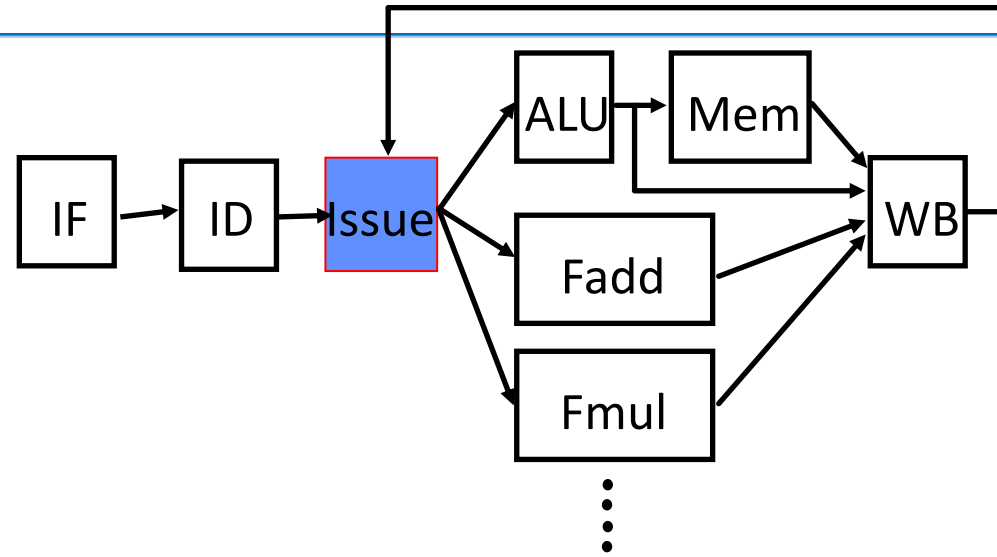 IF
ID
Issue
ALU
Mem
Fadd
Fmul
WB